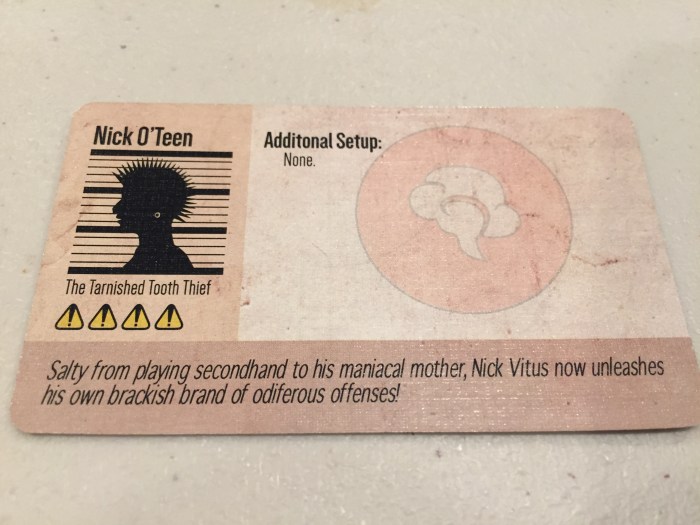 Nick O'Teen
The Tarnished Tooth Thief
Additonal Setup:
None.
Salty from playing secondhand to his maniacal mother, Nick Vitus now unleashes
his own brackish brand of odiferous offenses!